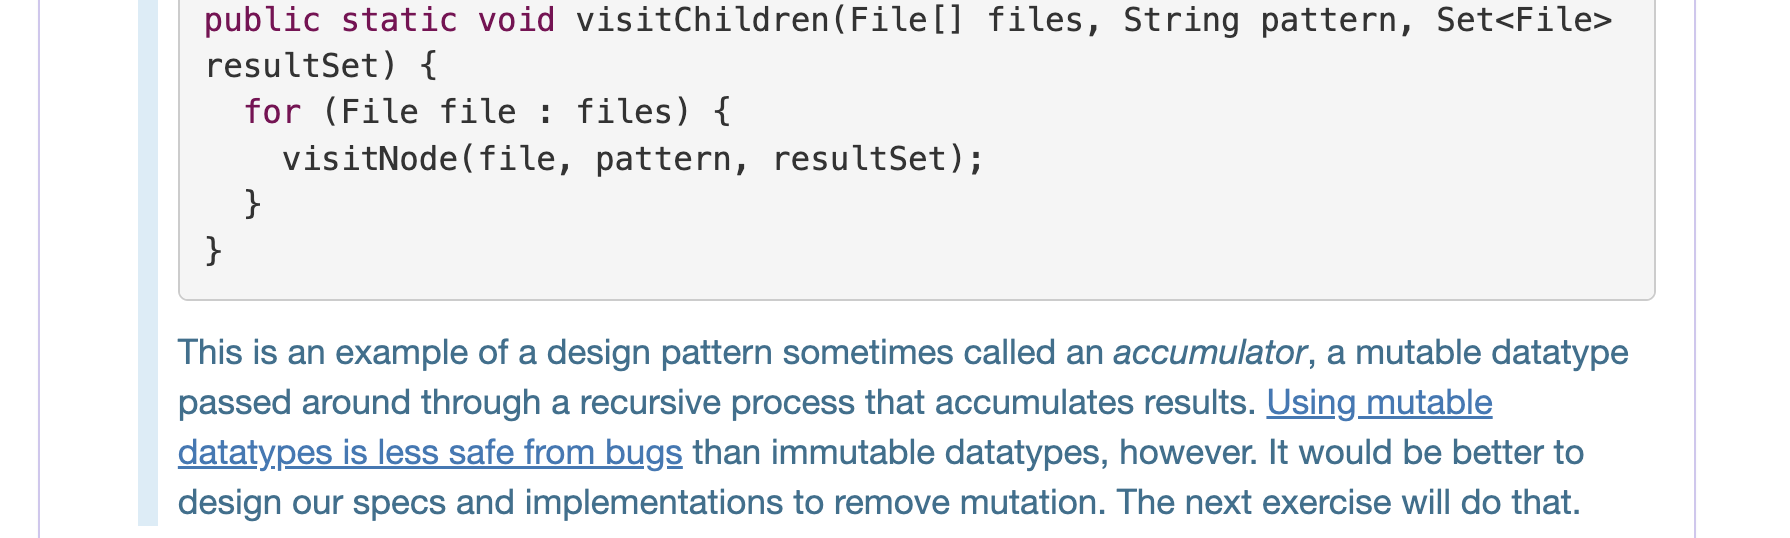 public static void visitChildren(File[] files, String pattern, Set<File>
resultSet) {
  for (File file : files) {
    visitNode(file, pattern, resultSet);
  }
}
This is an example of a design pattern sometimes called an accumulator, a mutable datatype
passed around through a recursive process that accumulates results. Using mutable
datatypes is less safe from bugs than immutable datatypes, however. It would be better to
design our specs and implementations to remove mutation. The next exercise will do that.